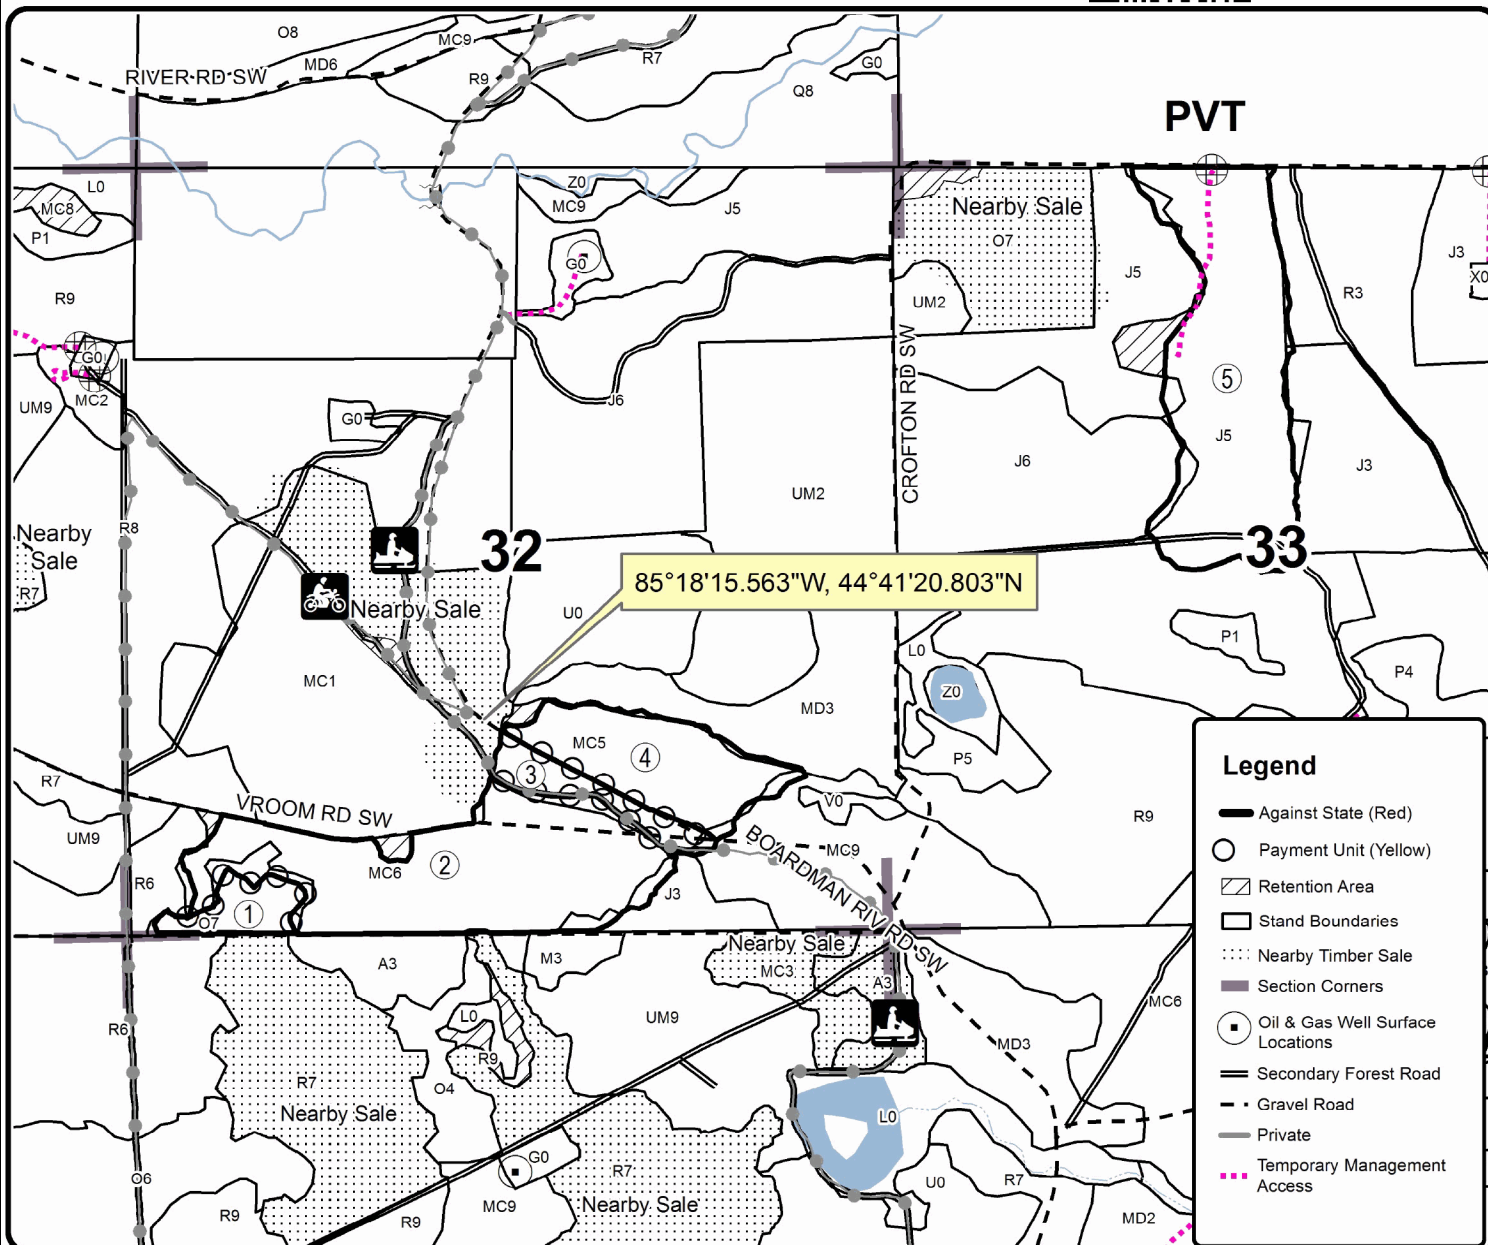 O8
MC9
MD6
RIVER RD SW
R9
R7
G0
Q8
PVT
L0
MC8
P1
Z0
MC9
J5
Nearby Sale
O7
G0
J5
J3
X0
R9
UM2
R3
G0
MC2
UM9
J6
5
G0
CROFTON RD SW
J5
J6
J3
UM2
Nearby
Sale
R8
32
33
85°18'15.563"W, 44°41'20.803"N
R7
Nearby Sale
U0
L0
P1
MC1
Z0
P4
MD3
MC5
4
P5
3
R7
VROOM RD SW
V0
R9
UM9
BOARDMAN RIV RD SW
MC9
MC6
2
R6
J3
O7
1
Nearby Sale
A3
M3
MC3
A3
L0
UM9
MC6
R6
R9
MD3
R7
O4
Nearby Sale
L0
G0
R7
O6
MC9
Nearby Sale
U0
R7
R9
R9
MD2
Legend
Against State (Red)
Payment Unit (Yellow)
Retention Area
Stand Boundaries
Nearby Timber Sale
Section Corners
Oil & Gas Well Surface
Locations
Secondary Forest Road
Gravel Road
Private
Temporary Management
Access